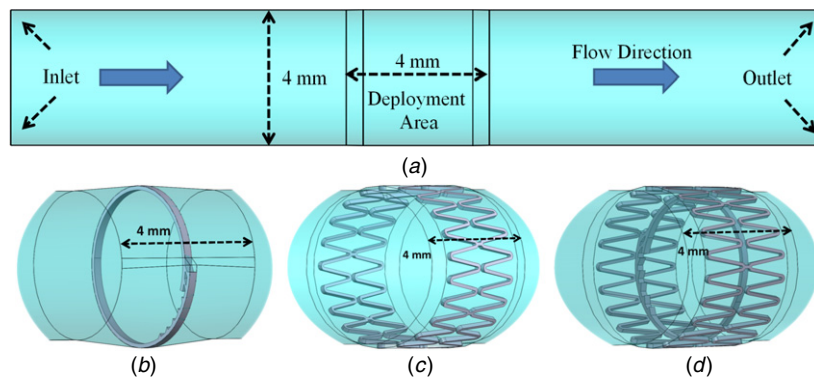 Inlet
4 mm
4 mm
Deployment
Area
Flow Direction
Outlet
(a)
4 mm
4 mm
4 mm
(b)
(c)
(d)